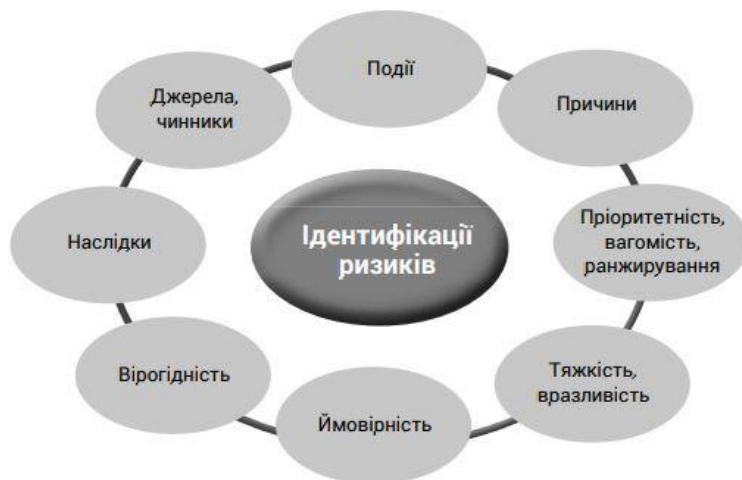 Події
Джерела,
чинники
Причини
Ідентифікації
ризиків
Наслідки
Пріоритетність,
вагомість,
ранжирування
Вірогідність
Тяжкість,
вразливість
Ймовірність